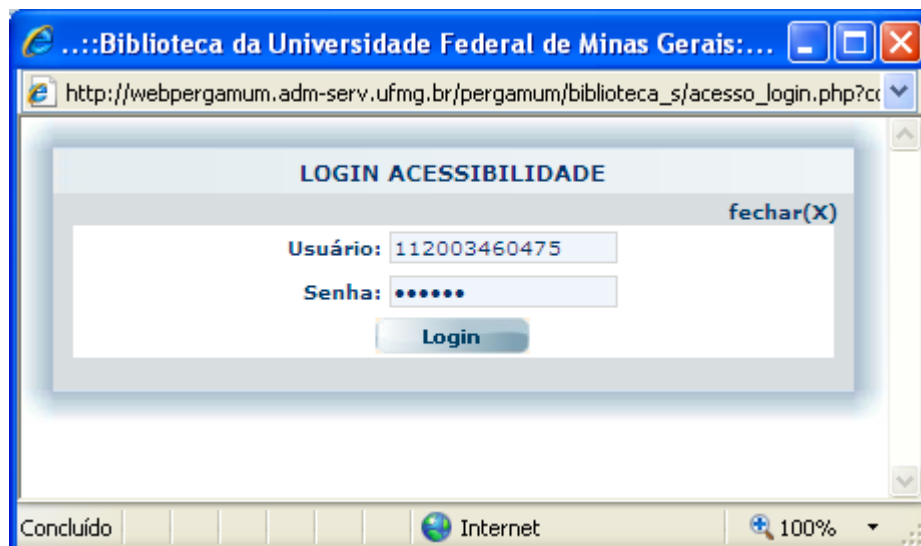 ..::Biblioteca da Universidade Federal de Minas Gerais:...
http://webpergamum.adm-serv.ufmg.br/pergamum/biblioteca_s/acesso_login.php?co
LOGIN ACESSIBILIDADE
fechar(X)
Usuário: 112003460475
Senha: ••••••
Login
Concluído Internet 100%